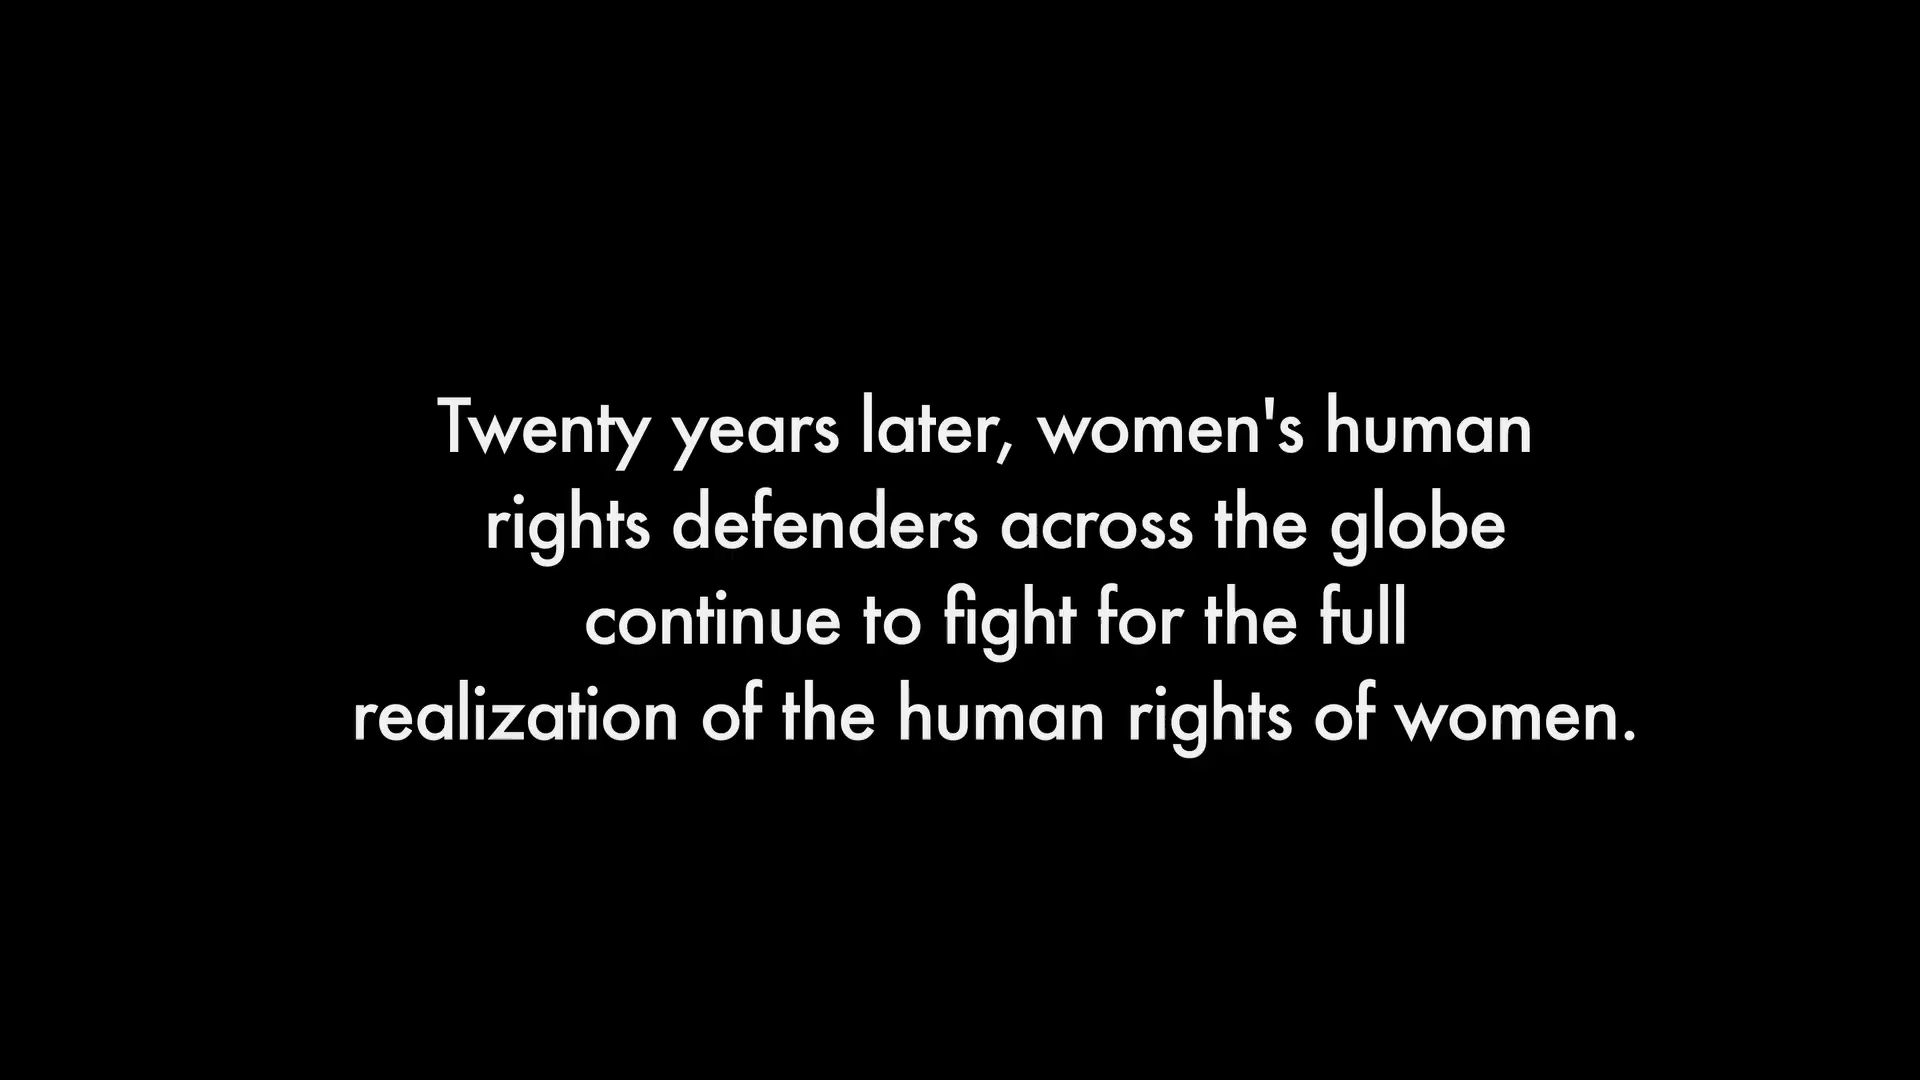 Twenty years later, women's human
rights defenders across the globe
continue to fight for the full
realization of the human rights of women.